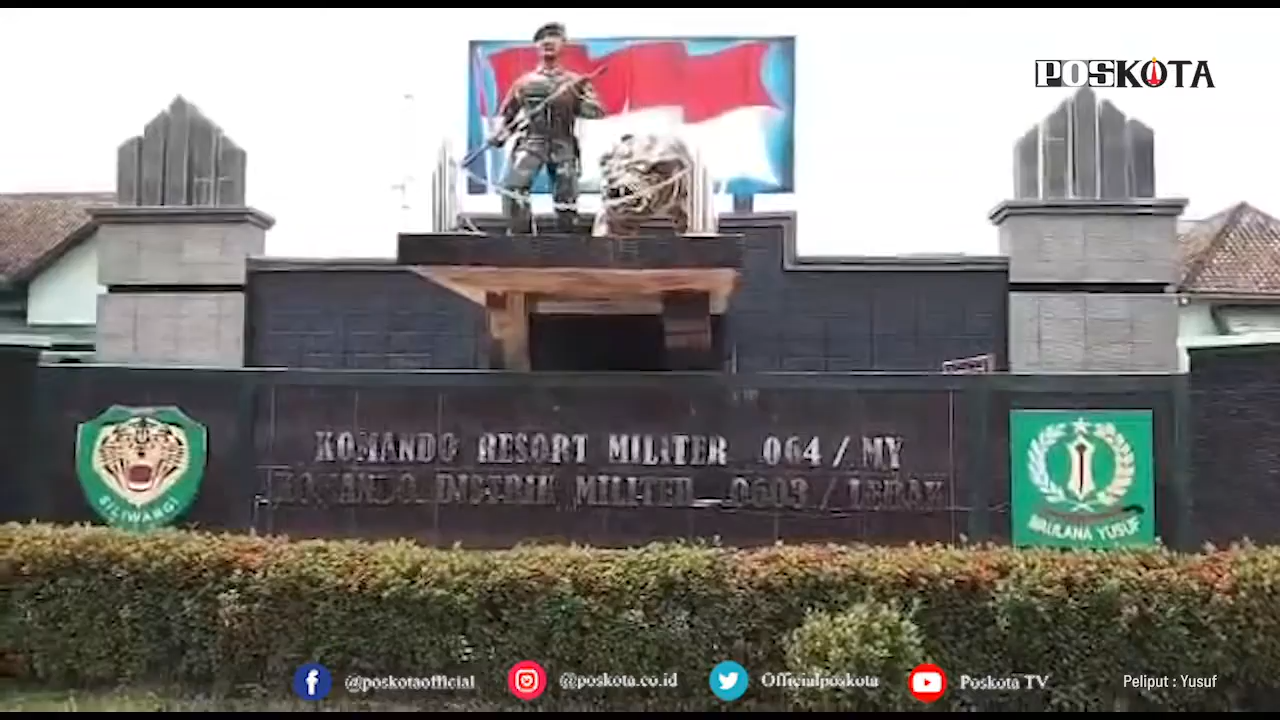 POSKOTA
KOMANDO RESORT MILITER 064 / MY
KOMANDO DISTRIK MILITER 0603 / LEBAK
SILIWANGI
MAULANA YUSUF
@poskotaofficial
@poskota.co.id
Officialposkota
Poskota TV
Peliput : Yusuf